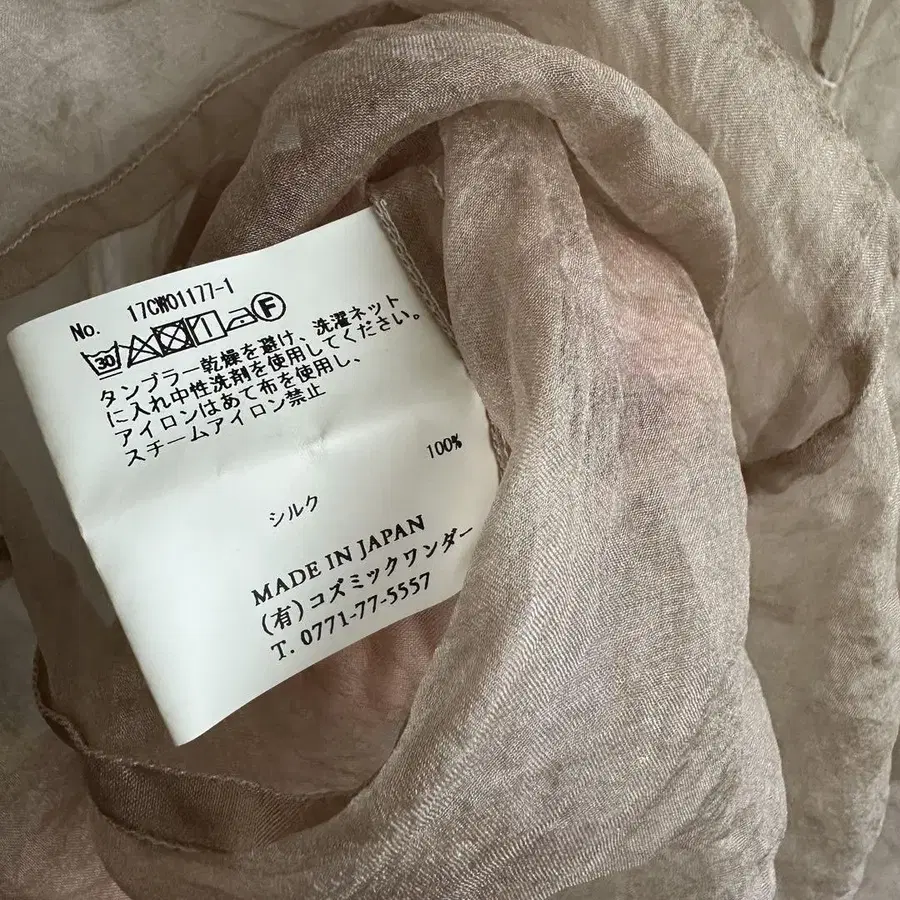 No. 17CW01177-1
30 F
タンブラー乾燥を避け、洗濯ネット
に入れ中性洗剤を使用してください。
アイロンはあて布を使用し、
スチームアイロン禁止
100%
シルク
MADE IN JAPAN
(有)コズミックワンダー
T. 0771-77-5557